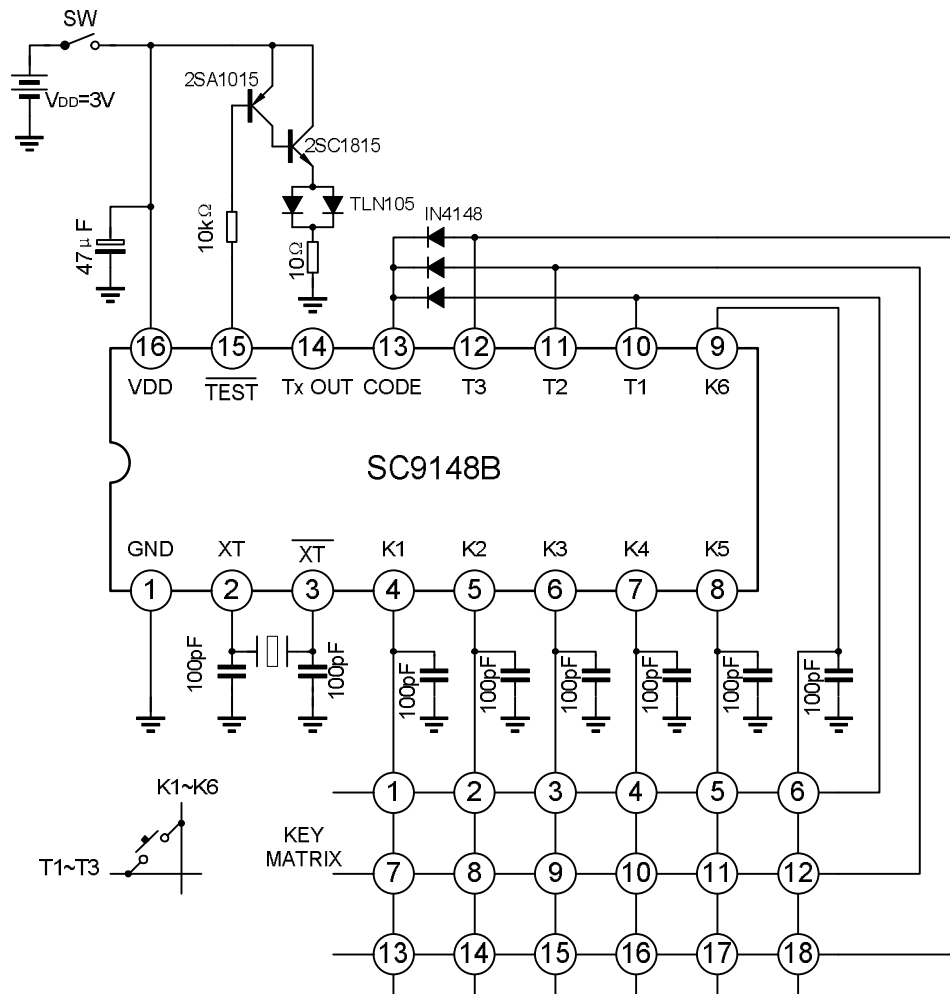 SW
VDD=3V
2SA1015
2SC1815
TLN105
IN4148
47μF
10kΩ
10Ω
16 15 14 13 12 11 10 9
VDD TEST Tx OUT CODE T3 T2 T1 K6
SC9148B
GND XT XT K1 K2 K3 K4 K5
1 2 3 4 5 6 7 8
100pF 100pF 100pF 100pF 100pF 100pF 100pF 100pF
K1~K6
T1~T3
KEY
MATRIX
1 2 3 4 5 6
7 8 9 10 11 12
13 14 15 16 17 18